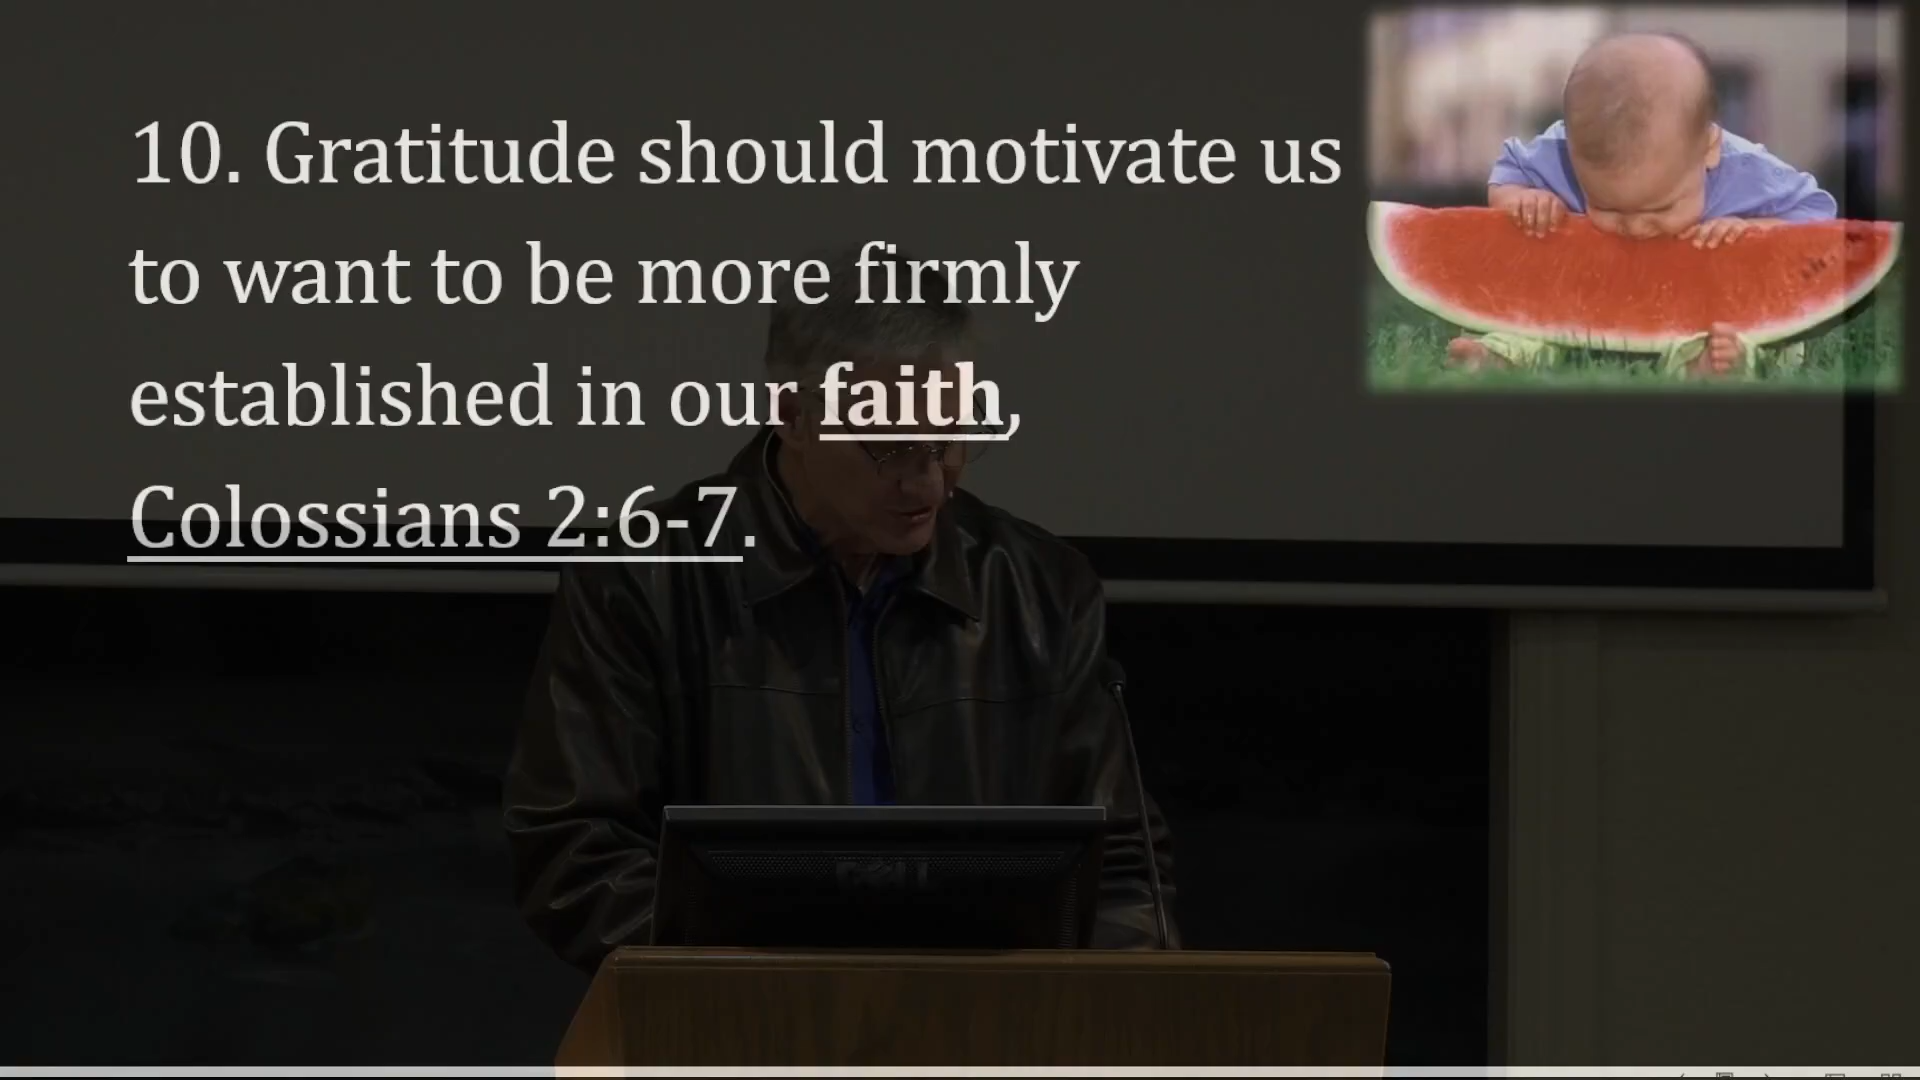 10. Gratitude should motivate us
to want to be more firmly
established in our faith,
Colossians 2:6-7.
DELL